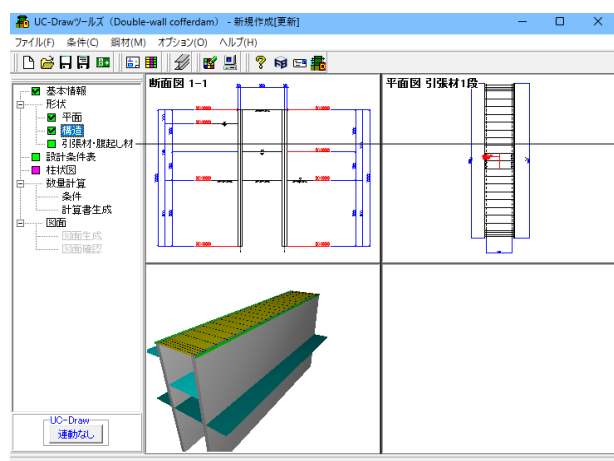 UC-Drawツールズ（Double-wall cofferdam） - 新規作成[更新]
ファイル(F) 条件(C) 鋼材(M) オプション(O) ヘルプ(H)
基本情報
形状
平面
構造
引張材・腹起し材
設計条件表
柱状図
数量計算
条件
計算書生成
図面
図面生成
図面確認
UC-Draw
連動なし
断面図 1-1
平面図 引張材1段